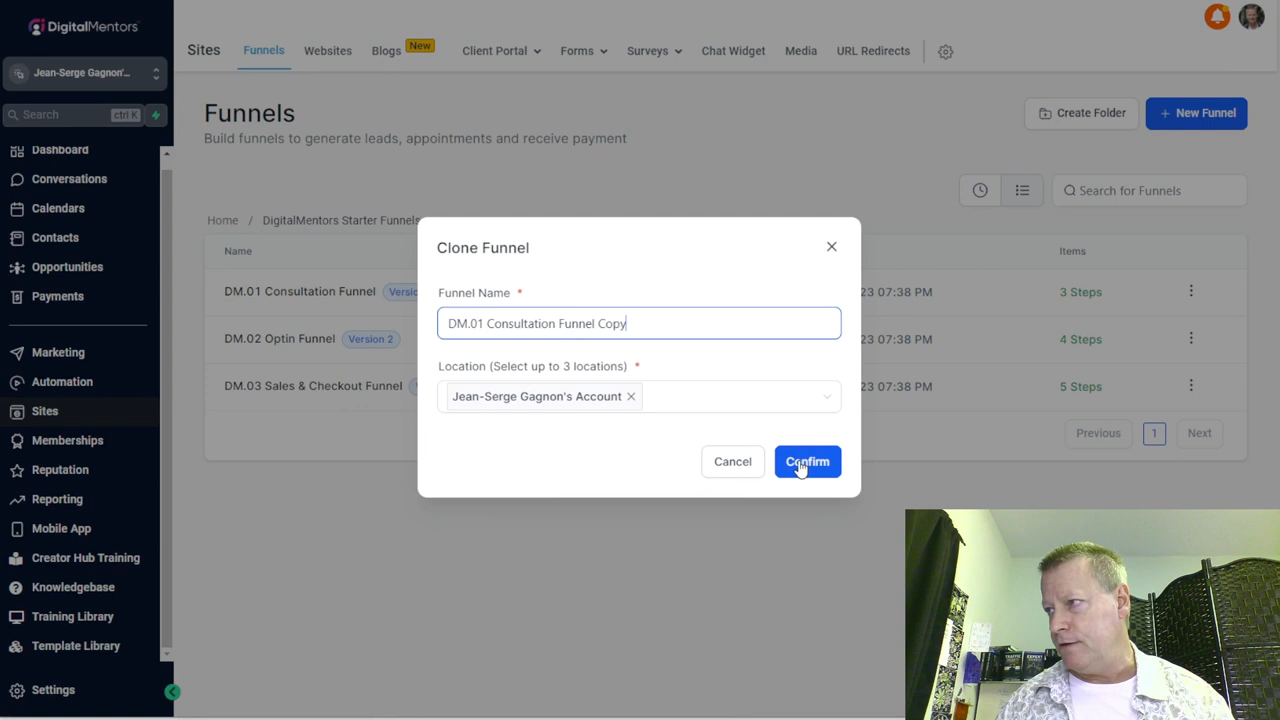 DigitalMentors
Sites
Funnels
Websites
Blogs
New
Client Portal
Forms
Surveys
Chat Widget
Media
URL Redirects
Jean-Serge Gagnon'...
Search
ctrl K
Dashboard
Conversations
Calendars
Contacts
Opportunities
Payments
Marketing
Automation
Sites
Memberships
Reputation
Reporting
Mobile App
Creator Hub Training
Knowledgebase
Training Library
Template Library
Settings
Funnels
Build funnels to generate leads, appointments and receive payment
Create Folder
+ New Funnel
Search for Funnels
Home / DigitalMentors Starter Funnels
Name
Items
DM.01 Consultation Funnel
23 07:38 PM
3 Steps
DM.02 Optin Funnel
Version 2
23 07:38 PM
4 Steps
DM.03 Sales & Checkout Funnel
23 07:38 PM
5 Steps
Previous
1
Next
Clone Funnel
Funnel Name *
DM.01 Consultation Funnel Copy
Location (Select up to 3 locations) *
Jean-Serge Gagnon's Account
Cancel
Confirm